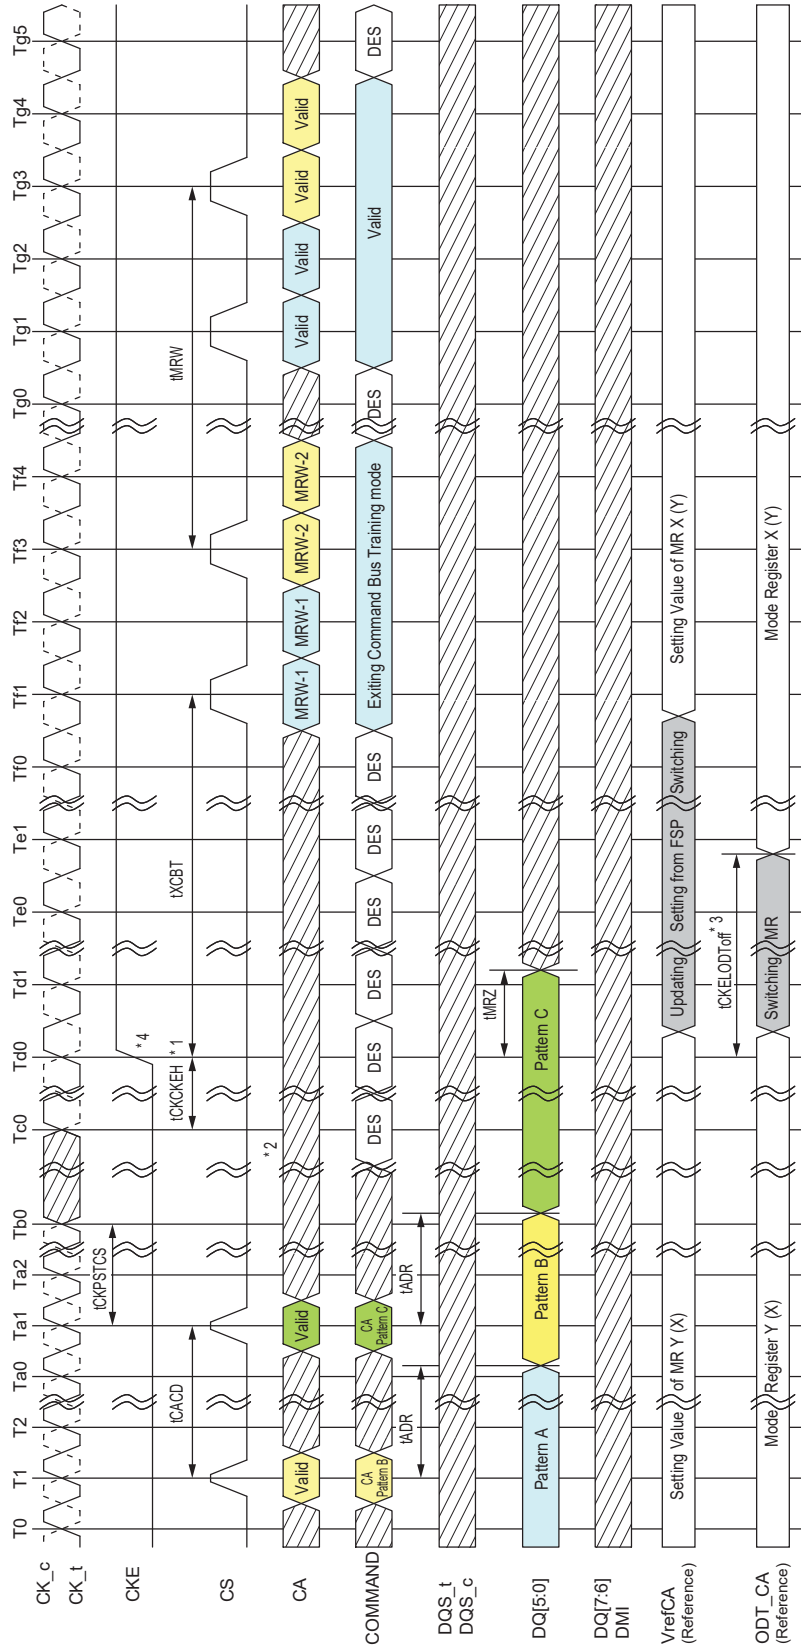 T0 T1 T2 Ta0 Ta1 Ta2 Tb0 Tc0 Td0 Td1 Te0 Te1 Tf0 Tf1 Tf2 Tf3 Tf4 Tg0 Tg1 Tg2 Tg3 Tg4 Tg5
CK_c
CK_t
tCKPSTCS
tCKCKEH
*1
*4
CKE
tCACD
tXCBT
tMRW
CS
*2
CA
Valid Valid MRW-1 MRW-1 MRW-2 MRW-2 Valid Valid Valid Valid
COMMAND
CA
Pattern B
CA
Pattern C
DES DES DES DES DES DES Exiting Command Bus Training mode DES Valid DES
tADR tADR
DQS_t
DQS_c
tMRZ
DQ[5:0]
Pattern A Pattern B Pattern C
DQ[7:6]
DMI
VrefCA
(Reference)
Setting Value of MR Y (X) Updating Setting from FSP Switching Setting Value of MR X (Y)
tCKELODToff*3
ODT_CA
(Reference)
Mode Register Y (X) Switching MR Mode Register X (Y)